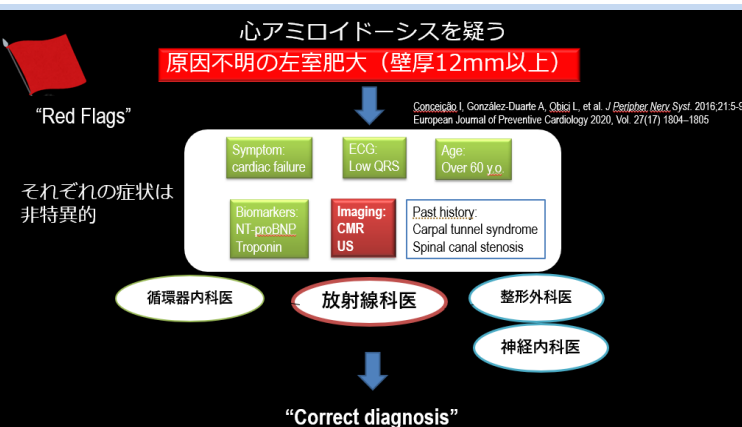 心アミロイドーシスを疑う
原因不明の左室肥大（壁厚12mm以上）
“Red Flags”
Conceição I, González-Duarte A, Obici L, et al. J Peripher Nerv Syst. 2016;21:5-9
European Journal of Preventive Cardiology 2020, Vol. 27(17) 1804–1805
Symptom:
cardiac failure
ECG:
Low QRS
Age:
Over 60 y.o.
それぞれの症状は
非特異的
Biomarkers:
NT-proBNP
Troponin
Imaging:
CMR
US
Past history:
Carpal tunnel syndrome
Spinal canal stenosis
循環器内科医
放射線科医
整形外科医
神経内科医
“Correct diagnosis”